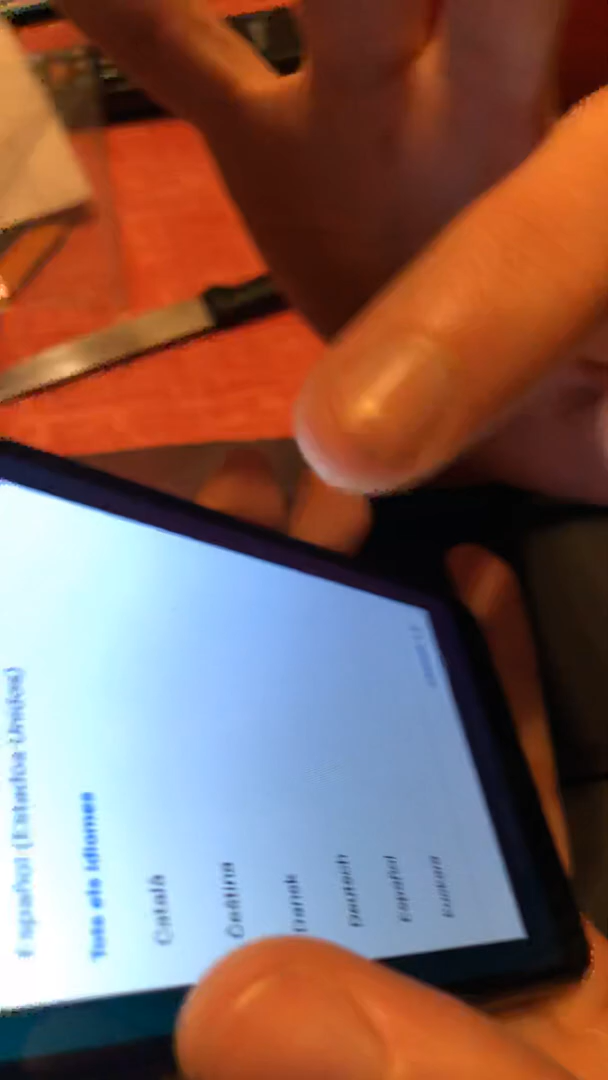 Español (Estados Unidos)
Tots els idiomes
Català
Čeština
Dansk
Deutsch
Español
Euskara